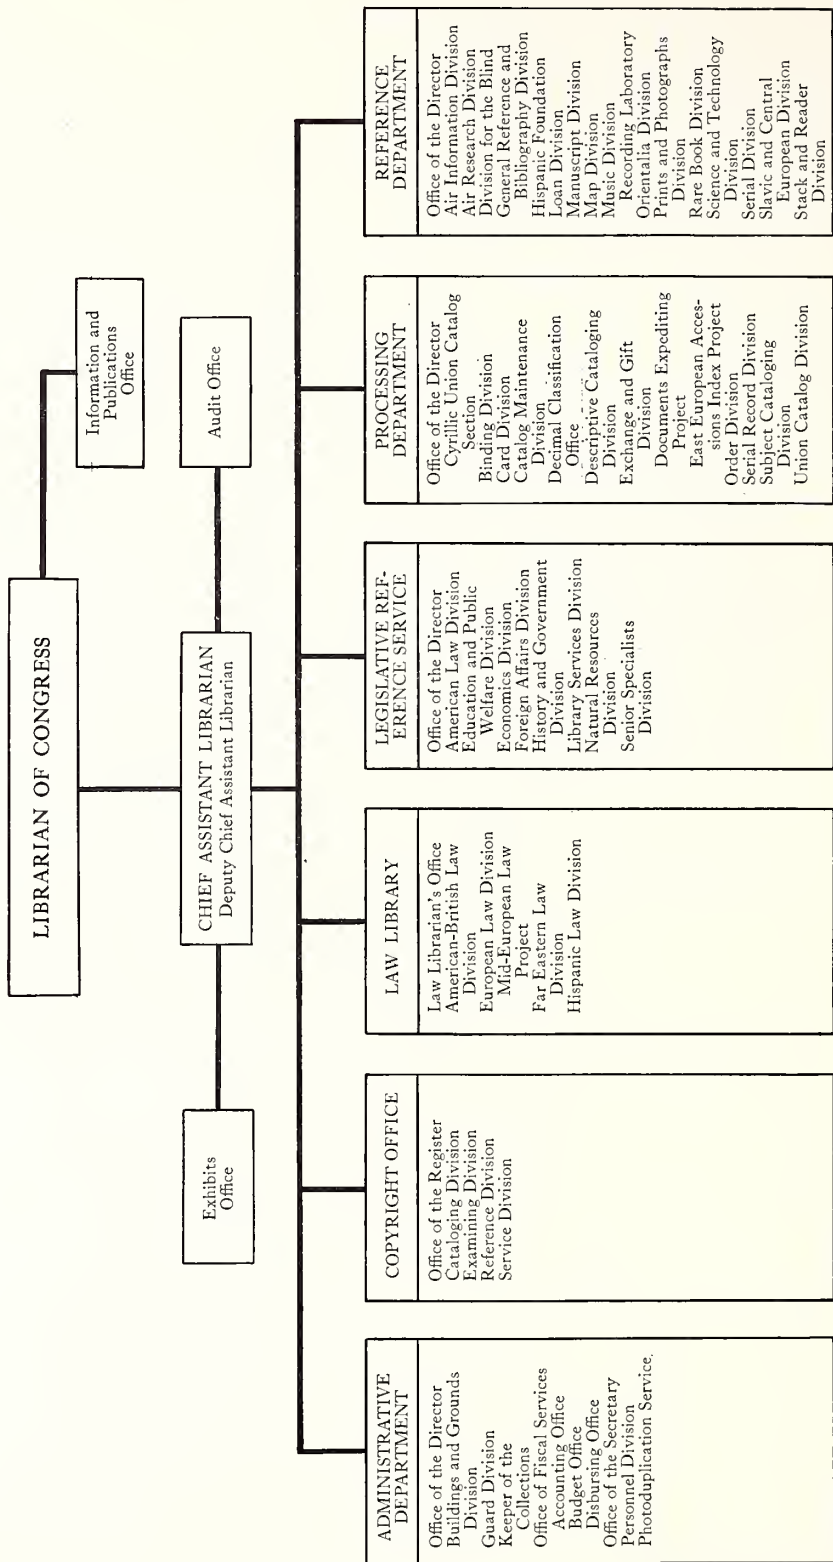 LIBRARIAN OF CONGRESS
Information and
Publications
Office
CHIEF ASSISTANT LIBRARIAN
Deputy Chief Assistant Librarian
Exhibits
Office
Audit Office
ADMINISTRATIVE
DEPARTMENT
Office of the Director
Buildings and Grounds
Division
Guard Division
Keeper of the
Collections
Office of Fiscal Services
Accounting Office
Budget Office
Disbursing Office
Office of the Secretary
Personnel Division
Photoduplication Service.
COPYRIGHT OFFICE
Office of the Register
Cataloging Division
Examining Division
Reference Division
Service Division
LAW LIBRARY
Law Librarian's Office
American-British Law
Division
European Law Division
Mid-European Law
Project
Far Eastern Law
Division
Hispanic Law Division
LEGISLATIVE REF-
ERENCE SERVICE
Office of the Director
American Law Division
Education and Public
Welfare Division
Economics Division
Foreign Affairs Division
History and Government
Division
Library Services Division
Natural Resources
Division
Senior Specialists
Division
PROCESSING
DEPARTMENT
Office of the Director
Cyrillic Union Catalog
Section
Binding Division
Card Division
Catalog Maintenance
Division
Decimal Classification
Office
Descriptive Cataloging
Division
Exchange and Gift
Division
Documents Expediting
Project
East European Acces-
sions Index Project
Order Division
Serial Record Division
Subject Cataloging
Division
Union Catalog Division
REFERENCE
DEPARTMENT
Office of the Director
Air Information Division
Air Research Division
Division for the Blind
General Reference and
Bibliography Division
Hispanic Foundation
Loan Division
Manuscript Division
Map Division
Music Division
Recording Laboratory
Orientalia Division
Prints and Photographs
Division
Rare Book Division
Science and Technology
Division
Serial Division
Slavic and Central
European Division
Stack and Reader
Division